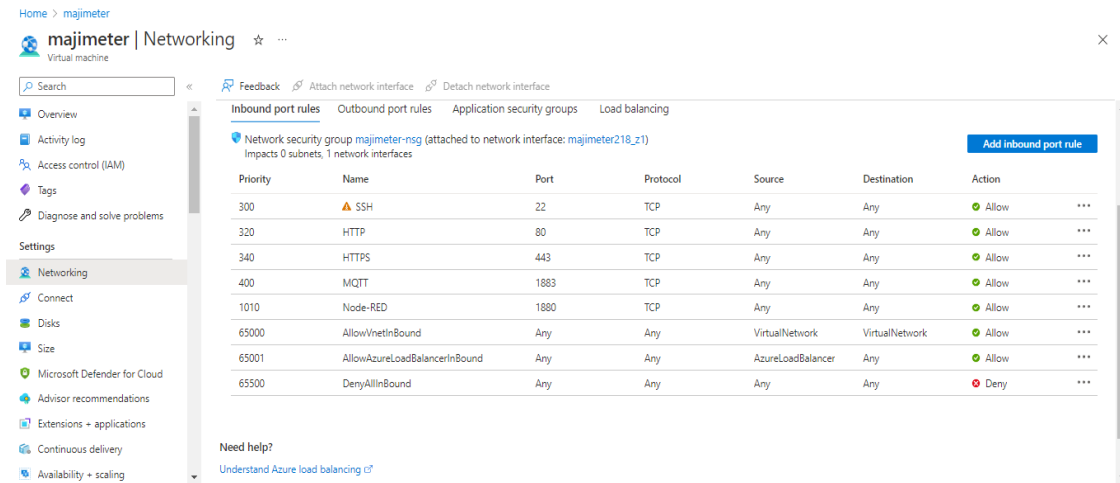 Home > majimeter
majimeter | Networking
Virtual machine
Search
Overview
Activity log
Access control (IAM)
Tags
Diagnose and solve problems
Settings
Networking
Connect
Disks
Size
Microsoft Defender for Cloud
Advisor recommendations
Extensions + applications
Continuous delivery
Availability + scaling
Feedback Attach network interface Detach network interface
Inbound port rules Outbound port rules Application security groups Load balancing
Network security group majimeter-nsg (attached to network interface: majimeter218_z1)
Impacts 0 subnets, 1 network interfaces
Add inbound port rule
Priority Name Port Protocol Source Destination Action
300 SSH 22 TCP Any Any Allow
320 HTTP 80 TCP Any Any Allow
340 HTTPS 443 TCP Any Any Allow
400 MQTT 1883 TCP Any Any Allow
1010 Node-RED 1880 TCP Any Any Allow
65000 AllowVnetInBound Any Any VirtualNetwork VirtualNetwork Allow
65001 AllowAzureLoadBalancerInBound Any Any AzureLoadBalancer Any Allow
65500 DenyAllInBound Any Any Any Any Deny
Need help?
Understand Azure load balancing